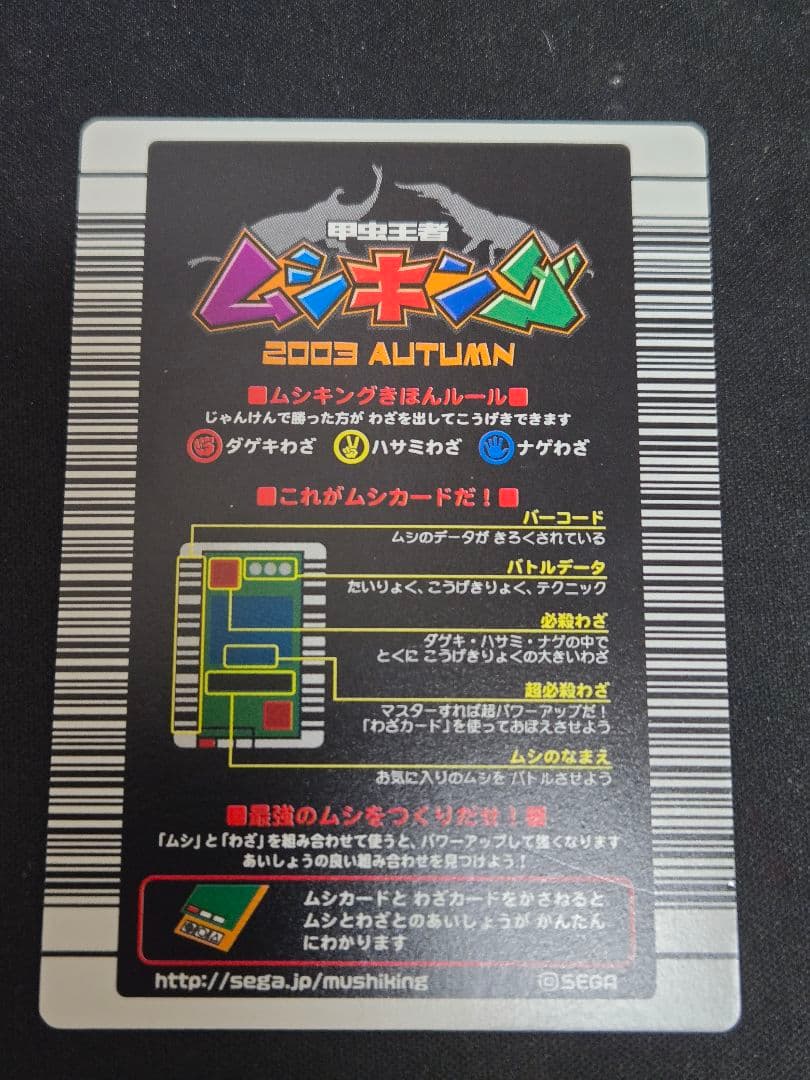 甲虫王者
ムシキング
2003 AUTUMN
■ムシキングきほんルール■
じゃんけんで勝った方が わざを出してこうげきできます
ダゲキわざ ハサミわざ ナゲわざ
■これがムシカードだ!■
バーコード
ムシのデータが きろくされている
バトルデータ
たいりょく、こうげきりょく、テクニック
必殺わざ
ダゲキ・ハサミ・ナゲの中で
とくに こうげきりょくの大きいわざ
超必殺わざ
マスターすれば超パワーアップだ!
「わざカード」を使っておぼえさせよう
ムシのなまえ
お気に入りのムシを バトルさせよう
■最強のムシをつくりだせ!■
「ムシ」と「わざ」を組み合わせて使うと、パワーアップして強くなります
あいしょうの良い組み合わせを見つけよう!
ムシカードと わざカードをかさねると
ムシとわざとのあいしょうが かんたん
にわかります
http://sega.jp/mushiking
©SEGA